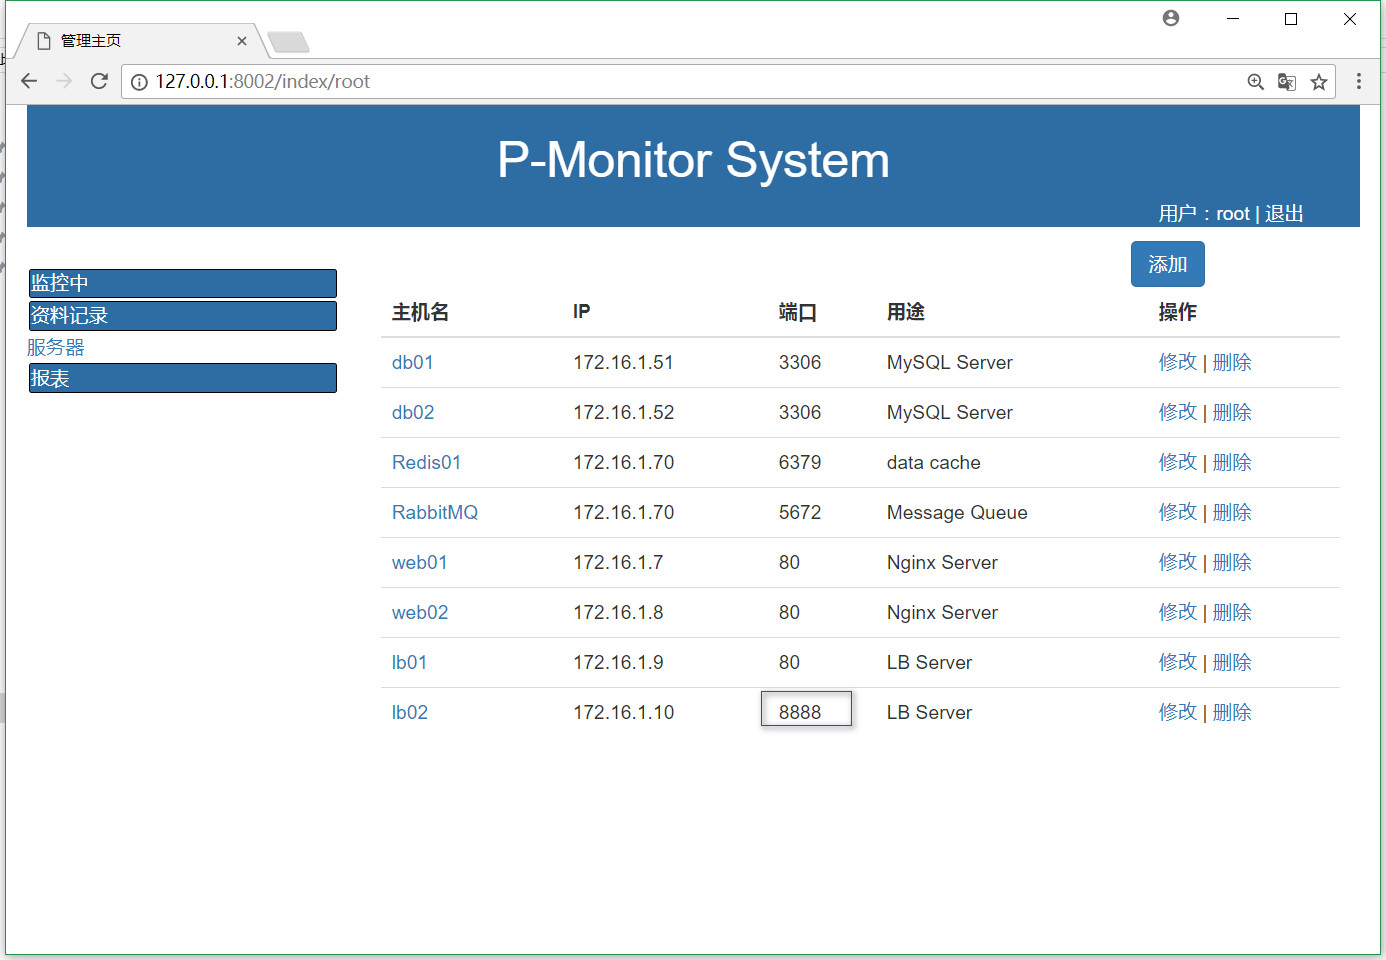 管理主页
127.0.0.1:8002/index/root
P-Monitor System
用户：root | 退出
添加
监控中
资料记录
服务器
报表
主机名 IP 端口 用途 操作
db01 172.16.1.51 3306 MySQL Server 修改 | 删除
db02 172.16.1.52 3306 MySQL Server 修改 | 删除
Redis01 172.16.1.70 6379 data cache 修改 | 删除
RabbitMQ 172.16.1.70 5672 Message Queue 修改 | 删除
web01 172.16.1.7 80 Nginx Server 修改 | 删除
web02 172.16.1.8 80 Nginx Server 修改 | 删除
lb01 172.16.1.9 80 LB Server 修改 | 删除
lb02 172.16.1.10 8888 LB Server 修改 | 删除